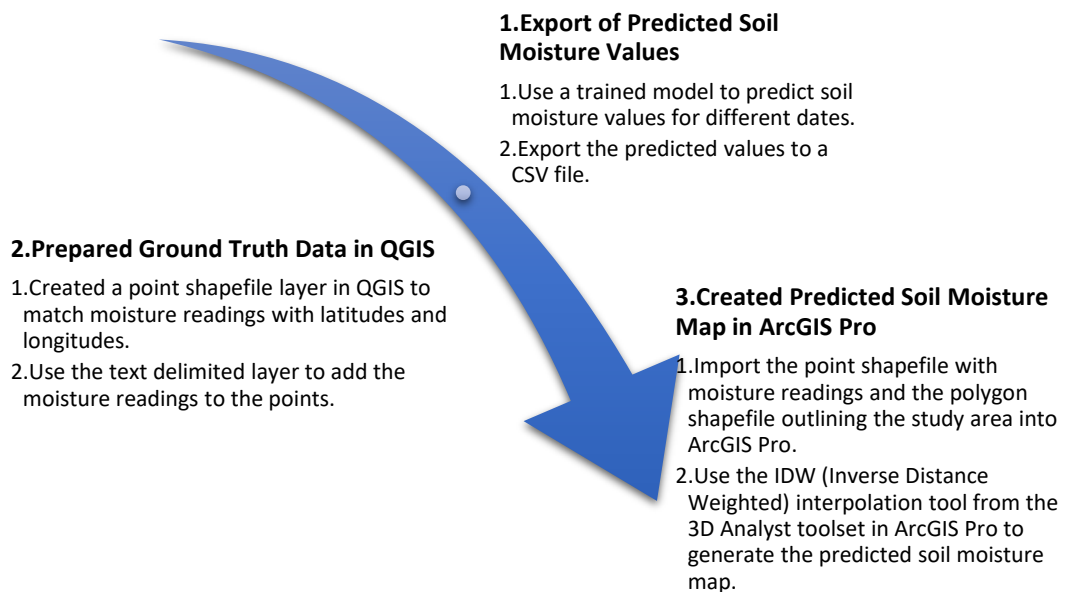 1.Export of Predicted Soil
Moisture Values
1.Use a trained model to predict soil
moisture values for different dates.
2.Export the predicted values to a
CSV file.
2.Prepared Ground Truth Data in QGIS
1.Created a point shapefile layer in QGIS to
match moisture readings with latitudes and
longitudes.
2.Use the text delimited layer to add the
moisture readings to the points.
3.Created Predicted Soil Moisture
Map in ArcGIS Pro
1.Import the point shapefile with
moisture readings and the polygon
shapefile outlining the study area into
ArcGIS Pro.
2.Use the IDW (Inverse Distance
Weighted) interpolation tool from the
3D Analyst toolset in ArcGIS Pro to
generate the predicted soil moisture
map.